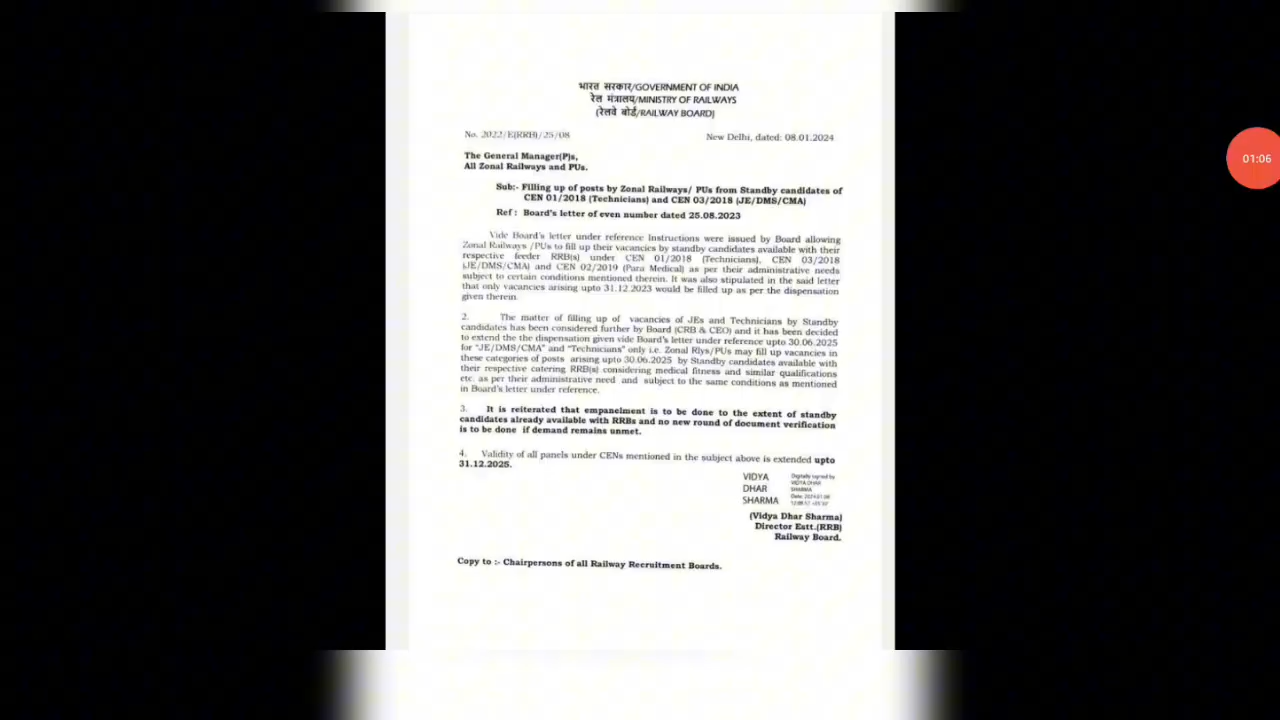 भारत सरकार/GOVERNMENT OF INDIA
रेल मंत्रालय/MINISTRY OF RAILWAYS
(रेलवे बोर्ड/RAILWAY BOARD)
No. 2022/E(RRB)/25/08
New Delhi, dated: 08.01.2024
The General Manager(P)s,
All Zonal Railways and PUs.
Sub:- Filling up of posts by Zonal Railways/ PUs from Standby candidates of
CEN 01/2018 (Technicians) and CEN 03/2018 (JE/DMS/CMA)
Ref : Board's letter of even number dated 25.08.2023
Vide Board's letter under reference Instructions were issued by Board allowing
Zonal Railways /PUs to fill up their vacancies by standby candidates available with their
respective feeder RRB(s) under CEN 01/2018 (Technicians), CEN 03/2018
(JE/DMS/CMA) and CEN 02/2019 (Para Medical) as per their administrative needs
subject to certain conditions mentioned therein. It was also stipulated in the said letter
that only vacancies arising upto 31.12.2023 would be filled up as per the dispensation
given therein.
2. The matter of filling up of vacancies of JEs and Technicians by Standby
candidates has been considered further by Board (CRB & CEO) and it has been decided
to extend the the dispensation given vide Board's letter under reference upto 30.06.2025
for "JE/DMS/CMA" and "Technicians" only i.e. Zonal Rlys/PUs may fill up vacancies in
these categories of posts arising upto 30.06.2025 by Standby candidates available with
their respective catering RRB(s) considering medical fitness and similar qualifications
etc. as per their administrative need and subject to the same conditions as mentioned
in Board's letter under reference.
3. It is reiterated that empanelment is to be done to the extent of standby
candidates already available with RRBs and no new round of document verification
is to be done if demand remains unmet.
4. Validity of all panels under CENs mentioned in the subject above is extended upto
31.12.2025.
VIDYA
DHAR
SHARMA
Digitally signed by
VIDYA DHAR
SHARMA
Date: 2024.01.08
(Vidya Dhar Sharma)
Director Estt.(RRB)
Railway Board.
Copy to :- Chairpersons of all Railway Recruitment Boards.
01:06